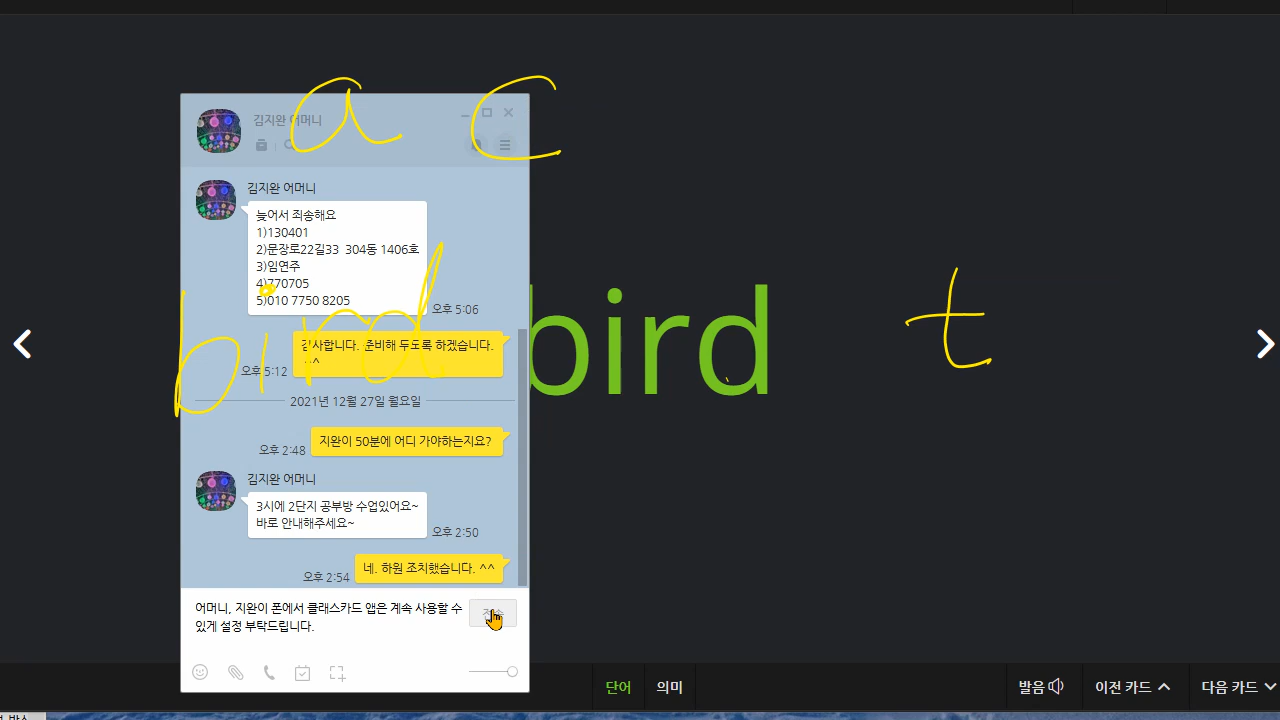 a c
김지완 어머니
김지완 어머니
늦어서 죄송해요
1)130401
2)문장로22길33 304동 1406호
3)임연주
4)770705
5)010 7750 8205
오후 5:06
감사합니다. 준비해 두도록 하겠습니다.
^^
오후 5:12
bird
bird
t
2021년 12월 27일 월요일
지완이 50분에 어디 가야하는지요?
오후 2:48
김지완 어머니
3시에 2단지 공부방 수업있어요~
바로 안내해주세요~
오후 2:50
네. 하원 조치했습니다. ^^
오후 2:54
어머니, 지완이 폰에서 클래스카드 앱은 계속 사용할 수
있게 설정 부탁드립니다.
전송
단어
의미
발음
이전 카드
다음 카드